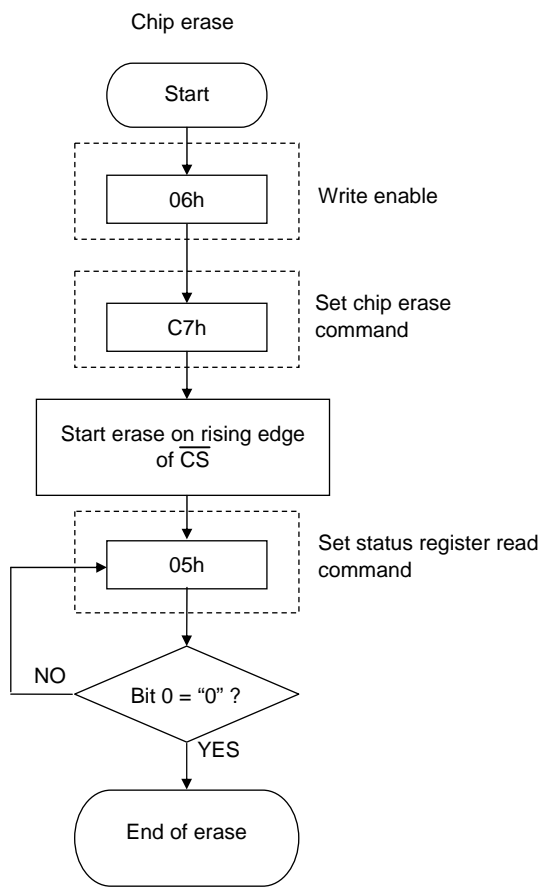 Chip erase
Start
06h
Write enable
C7h
Set chip erase
command
Start erase on rising edge
of C̅S̅
05h
Set status register read
command
NO
Bit 0 = “0” ?
YES
End of erase